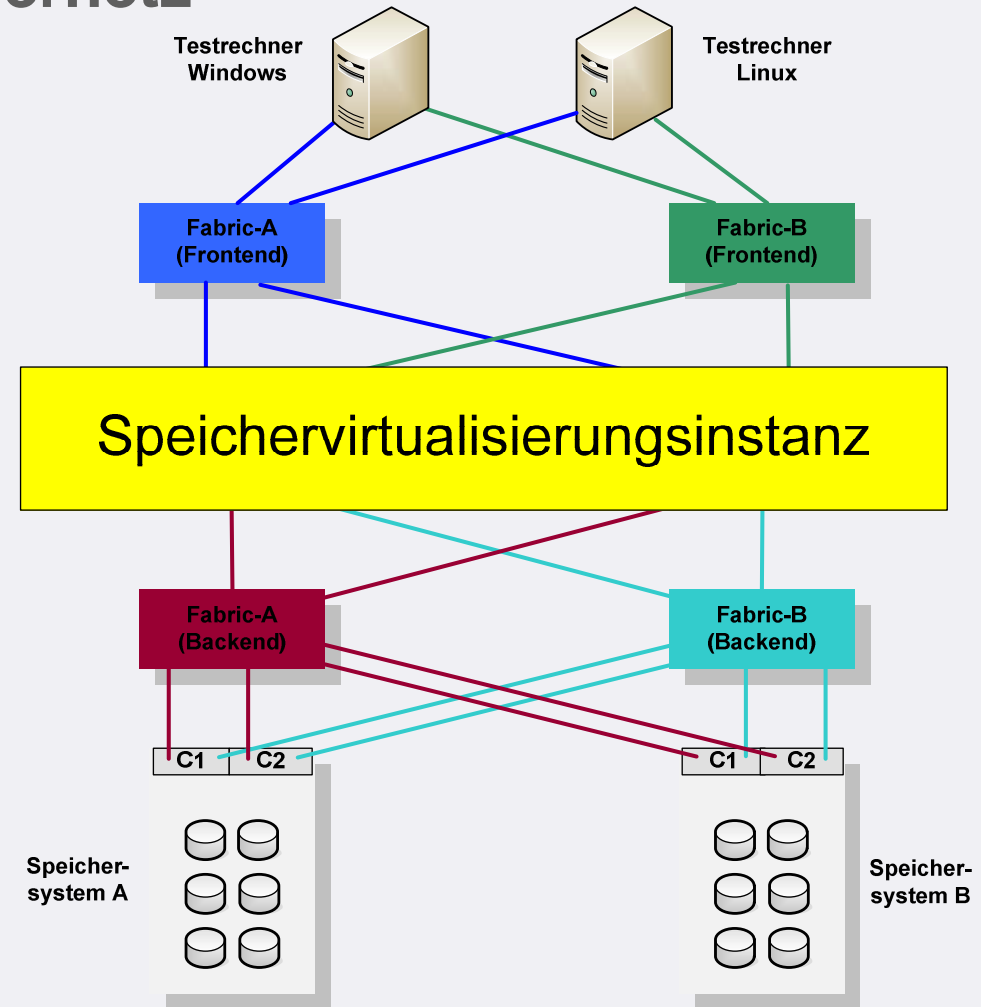 Testrechner
Windows
Testrechner
Linux
Fabric-A
(Frontend)
Fabric-B
(Frontend)
Speichervirtualisierungsinstanz
Fabric-A
(Backend)
Fabric-B
(Backend)
C1
C2
C1
C2
Speicher-
system A
Speicher-
system B